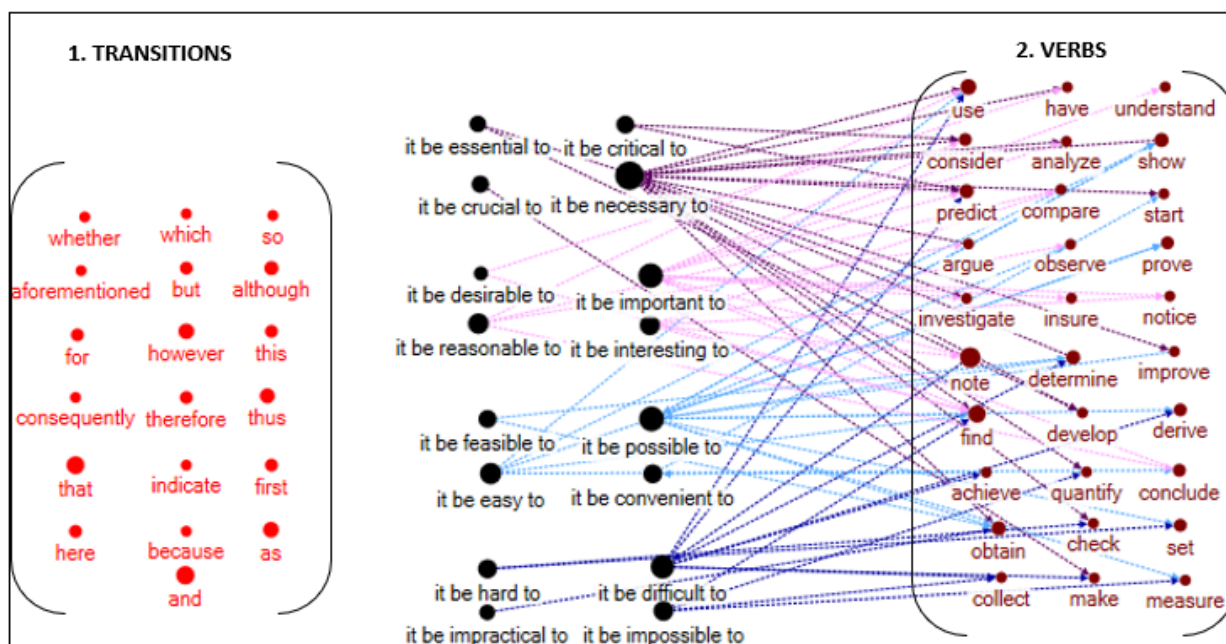 1. TRANSITIONS
whether which so
aforementioned but although
for however this
consequently therefore thus
that indicate first
here because as
and
it be essential to it be critical to
it be crucial to it be necessary to
it be desirable to it be important to
it be reasonable to it be interesting to
it be feasible to it be possible to
it be easy to it be convenient to
it be hard to it be difficult to
it be impractical to it be impossible to
2. VERBS
use have understand
consider analyze show
predict compare start
argue observe prove
investigate insure notice
note determine improve
find develop derive
achieve quantify conclude
obtain check set
collect make measure